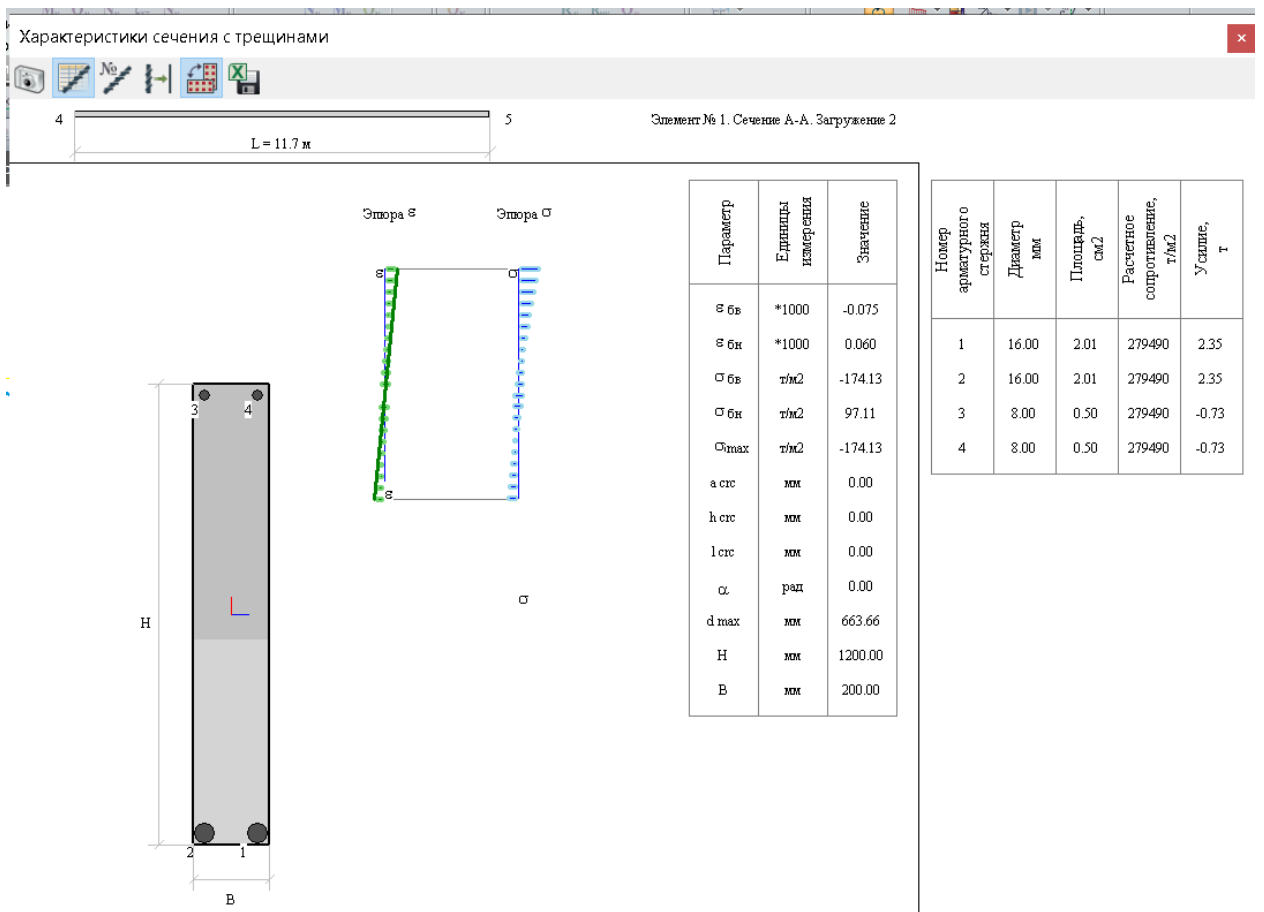 Характеристики сечения с трещинами
×
№
4
5
L = 11.7 м
Элемент № 1. Сечение А-А. Загружение 2
Эпюра ε
Эпюра σ
ε
σ
ε
σ
3
4
2
1
H
B
Параметр Единицы измерения Значение
ε бв *1000 -0.075
ε бн *1000 0.060
σ бв т/м2 -174.13
σ бн т/м2 97.11
σmax т/м2 -174.13
a crc мм 0.00
h crc мм 0.00
l crc мм 0.00
α рад 0.00
d max мм 663.66
H мм 1200.00
B мм 200.00
Номер арматурного стержня Диаметр мм Площадь, см2 Расчетное сопротивление, т/м2 Усилие, т
1 16.00 2.01 279490 2.35
2 16.00 2.01 279490 2.35
3 8.00 0.50 279490 -0.73
4 8.00 0.50 279490 -0.73